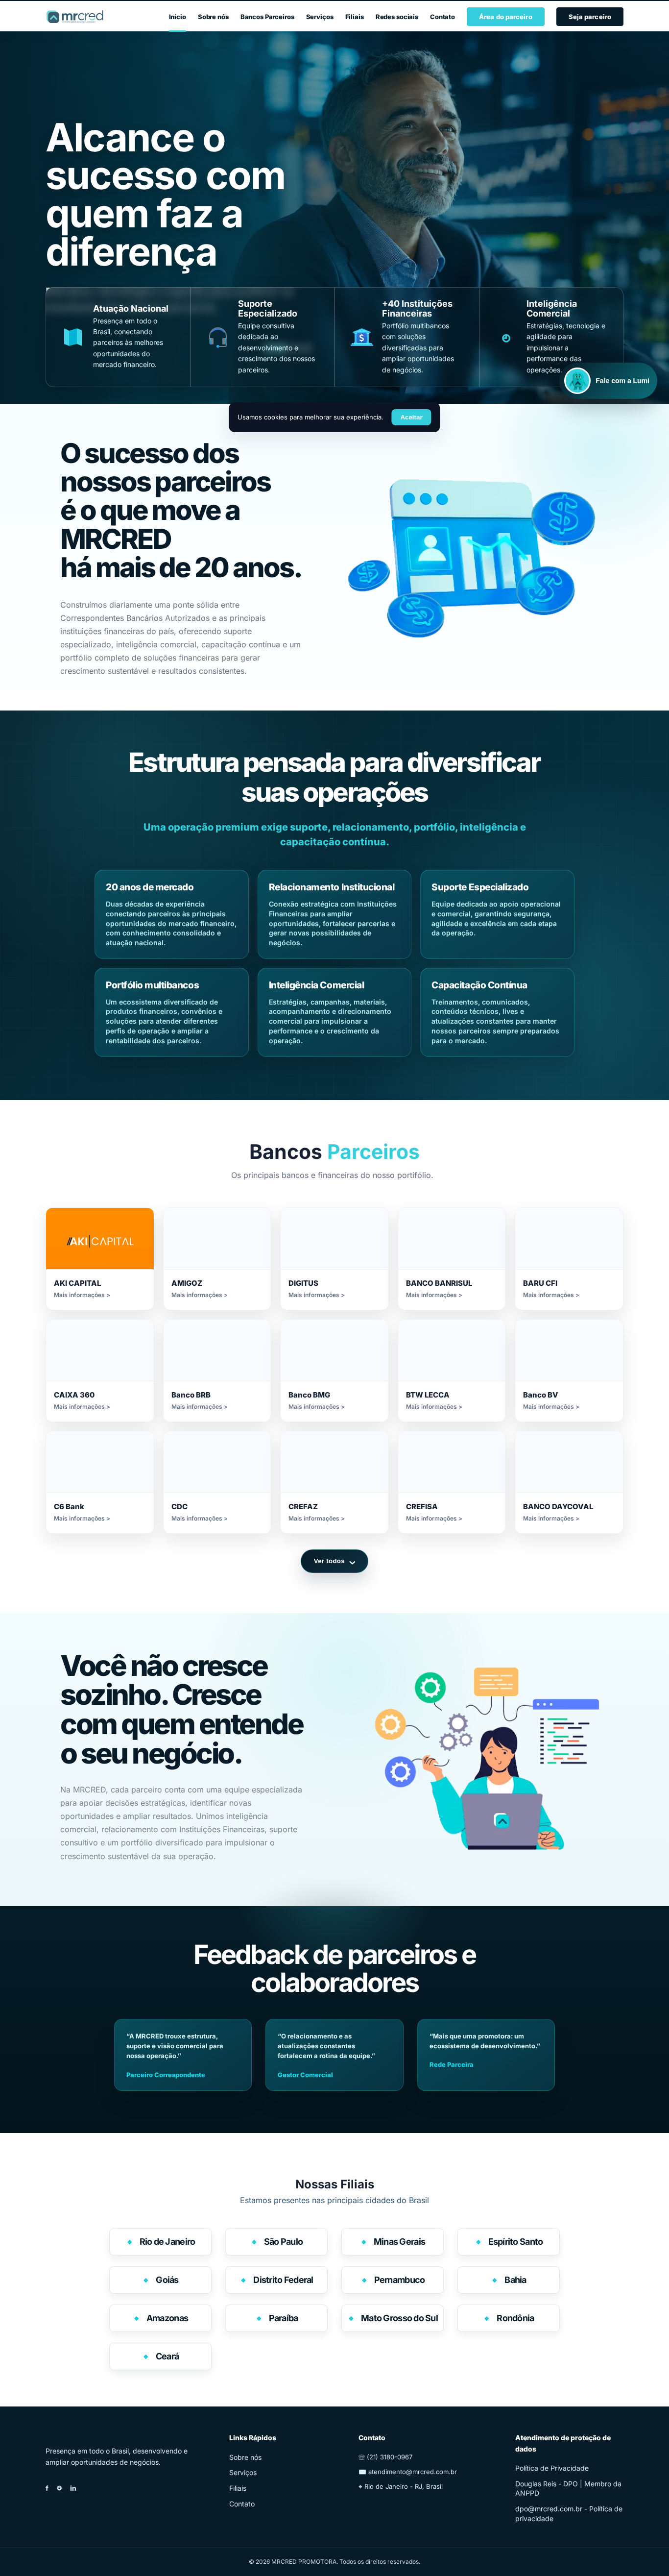 mrcred
Início
Sobre nós
Bancos Parceiros
Serviços
Filiais
Redes sociais
Contato
Área do parceiro
Seja parceiro
Alcance o
sucesso com
quem faz a
diferença
Atuação Nacional
Presença em todo o
Brasil, conectando
parceiros às melhores
oportunidades do
mercado financeiro.
Suporte
Especializado
Equipe consultiva
dedicada ao
desenvolvimento e
crescimento dos nossos
parceiros.
+40 Instituições
Financeiras
Portfólio multibancos
com soluções
diversificadas para
ampliar oportunidades
de negócios.
Inteligência
Comercial
Estratégias, tecnologia e
agilidade para
impulsionar a
performance das
operações.
Fale com a Lumi
Usamos cookies para melhorar sua experiência.
Aceitar
O sucesso dos
nossos parceiros
é o que move a
MRCRED
há mais de 20 anos.
Construímos diariamente uma ponte sólida entre
Correspondentes Bancários Autorizados e as principais
instituições financeiras do país, oferecendo suporte
especializado, inteligência comercial, capacitação contínua e um
portfólio completo de soluções financeiras para gerar
crescimento sustentável e resultados consistentes.
Estrutura pensada para diversificar
suas operações
Uma operação premium exige suporte, relacionamento, portfólio, inteligência e
capacitação contínua.
20 anos de mercado
Duas décadas de experiência
conectando parceiros às principais
oportunidades do mercado financeiro,
com conhecimento consolidado e
atuação nacional.
Relacionamento Institucional
Conexão estratégica com Instituições
Financeiras para ampliar
oportunidades, fortalecer parcerias e
gerar novas possibilidades de
negócios.
Suporte Especializado
Equipe dedicada ao apoio operacional
e comercial, garantindo segurança,
agilidade e excelência em cada etapa
da operação.
Portfólio multibancos
Um ecossistema diversificado de
produtos financeiros, convênios e
soluções para atender diferentes
perfis de operação e ampliar a
rentabilidade dos parceiros.
Inteligência Comercial
Estratégias, campanhas, materiais,
acompanhamento e direcionamento
comercial para impulsionar a
performance e o crescimento da
operação.
Capacitação Contínua
Treinamentos, comunicados,
conteúdos técnicos, lives e
atualizações constantes para manter
nossos parceiros sempre preparados
para o mercado.
Bancos Parceiros
Os principais bancos e financeiras do nosso portifólio.
AKI CAPITAL
AKI CAPITAL
Mais informações >
AMIGOZ
Mais informações >
DIGITUS
Mais informações >
BANCO BANRISUL
Mais informações >
BARU CFI
Mais informações >
CAIXA 360
Mais informações >
Banco BRB
Mais informações >
Banco BMG
Mais informações >
BTW LECCA
Mais informações >
Banco BV
Mais informações >
C6 Bank
Mais informações >
CDC
Mais informações >
CREFAZ
Mais informações >
CREFISA
Mais informações >
BANCO DAYCOVAL
Mais informações >
Ver todos
Você não cresce
sozinho. Cresce
com quem entende
o seu negócio.
Na MRCRED, cada parceiro conta com uma equipe especializada
para apoiar decisões estratégicas, identificar novas
oportunidades e ampliar resultados. Unimos inteligência
comercial, relacionamento com Instituições Financeiras, suporte
consultivo e um portfólio diversificado para impulsionar o
crescimento sustentável da sua operação.
Feedback de parceiros e
colaboradores
"A MRCRED trouxe estrutura,
suporte e visão comercial para
nossa operação."
Parceiro Correspondente
"O relacionamento e as
atualizações constantes
fortalecem a rotina da equipe."
Gestor Comercial
"Mais que uma promotora: um
ecossistema de desenvolvimento."
Rede Parceira
Nossas Filiais
Estamos presentes nas principais cidades do Brasil
Rio de Janeiro
São Paulo
Minas Gerais
Espírito Santo
Goiás
Distrito Federal
Pernambuco
Bahia
Amazonas
Paraíba
Mato Grosso do Sul
Rondônia
Ceará
Presença em todo o Brasil, desenvolvendo e
ampliar oportunidades de negócios.
Links Rápidos
Sobre nós
Serviços
Filiais
Contato
Contato
(21) 3180-0967
atendimento@mrcred.com.br
Rio de Janeiro - RJ, Brasil
Atendimento de proteção de
dados
Política de Privacidade
Douglas Reis - DPO | Membro da
ANPPD
dpo@mrcred.com.br - Política de
privacidade
© 2026 MRCRED PROMOTORA. Todos os direitos reservados.